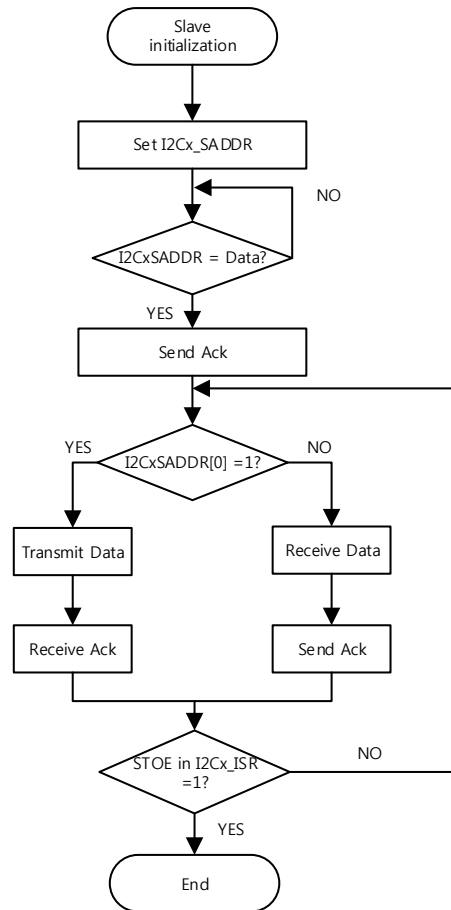 Slave
initialization
Set I2Cx_SADDR
NO
I2CxSADDR = Data?
YES
Send Ack
YES
NO
I2CxSADDR[0] =1?
Transmit Data
Receive Data
Receive Ack
Send Ack
STOE in I2Cx_ISR
=1?
NO
YES
End